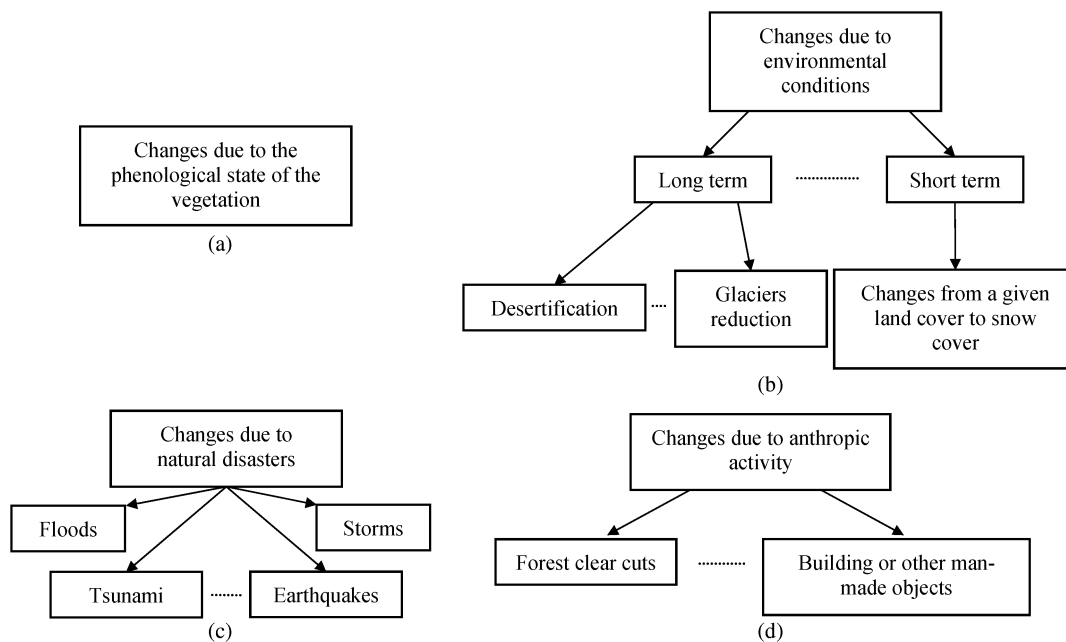 Changes due to the
phenological state of the
vegetation
(a)
Changes due to
environmental
conditions
Long term
Short term
Desertification
Glaciers
reduction
Changes from a given
land cover to snow
cover
(b)
Changes due to
natural disasters
Floods
Storms
Tsunami
Earthquakes
(c)
Changes due to anthropic
activity
Forest clear cuts
Building or other man-
made objects
(d)